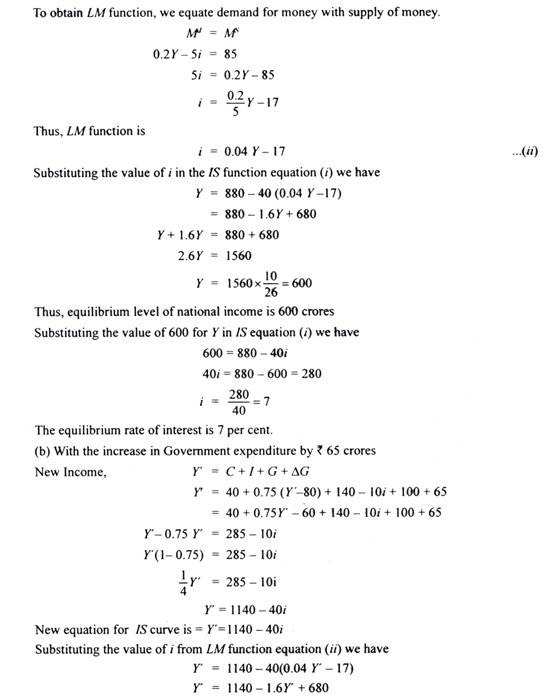 To obtain LM function, we equate demand for money with supply of money.
Mᵈ = Mˢ
0.2Y – 5i = 85
5i = 0.2Y – 85
i = 0.2/5 Y – 17
Thus, LM function is
i = 0.04 Y – 17 ...(ii)
Substituting the value of i in the IS function equation (i) we have
Y = 880 – 40 (0.04 Y –17)
= 880 – 1.6Y + 680
Y + 1.6Y = 880 + 680
2.6Y = 1560
Y = 1560 × 10/26 = 600
Thus, equilibrium level of national income is 600 crores
Substituting the value of 600 for Y in IS equation (i) we have
600 = 880 – 40i
40i = 880 – 600 = 280
i = 280/40 = 7
The equilibrium rate of interest is 7 per cent.
(b) With the increase in Government expenditure by ₹ 65 crores
New Income, Y′ = C + I + G + ΔG
Y′ = 40 + 0.75 (Y′–80) + 140 – 10i + 100 + 65
= 40 + 0.75Y′ – 60 + 140 – 10i + 100 + 65
Y′ – 0.75 Y′ = 285 – 10i
Y′(1– 0.75) = 285 – 10i
1/4 Y′ = 285 – 10i
Y′ = 1140 – 40i
New equation for IS curve is = Y′ = 1140 – 40i
Substituting the value of i from LM function equation (ii) we have
Y′ = 1140 – 40(0.04 Y′ – 17)
Y′ = 1140 – 1.6Y′ + 680